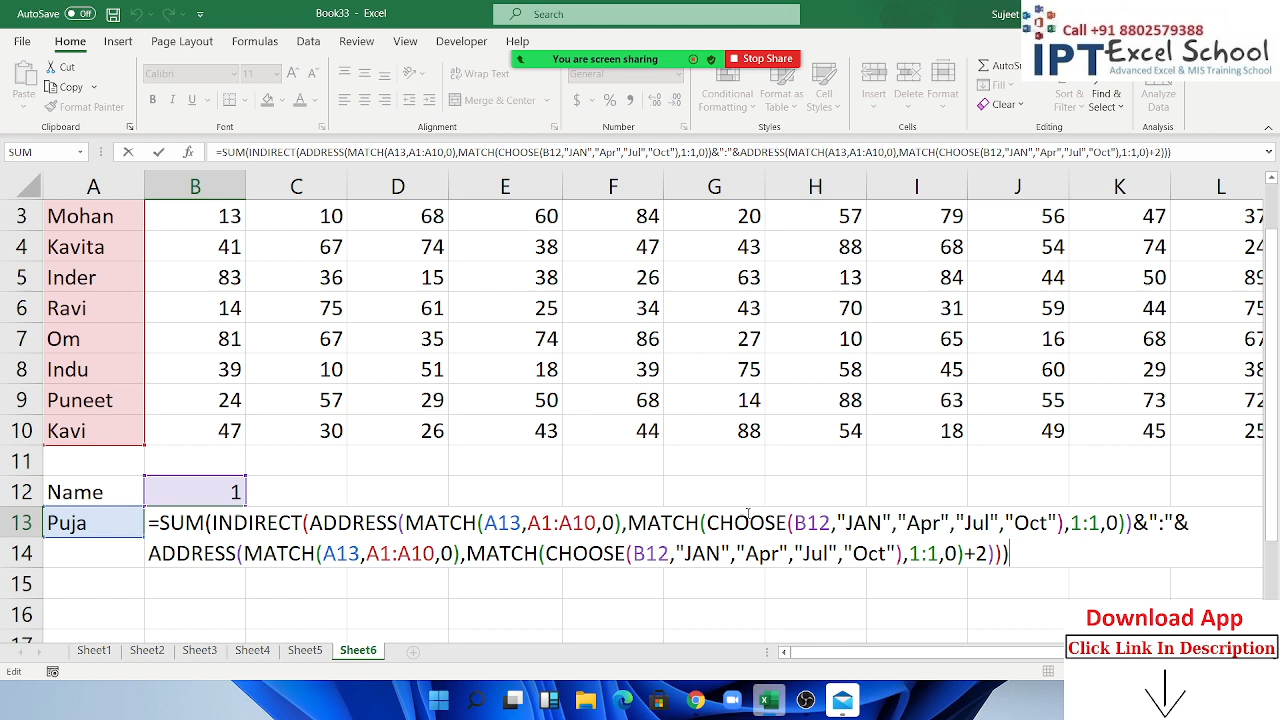 AutoSave Off Book33 - Excel Search Sujeet
Call +91 8802579388
IPT Excel School
Advanced Excel & MIS Training School
File Home Insert Page Layout Formulas Data View Developer Help
You are screen sharing Stop Share
Paste Cut Copy Format Painter
Calibri 11 Wrap Text Merge & Center General
B I U A A
Conditional Formatting Format as Table Cell Styles Insert Delete Format
AutoSu Fill Clear Sort & Filter Find & Select Analyze Data
Clipboard Font Alignment Number Styles Cells Editing Analysis
SUM fx =SUM(INDIRECT(ADDRESS(MATCH(A13,A1:A10,0),MATCH(CHOOSE(B12,"JAN","Apr","Jul","Oct"),1:1,0))&":"&ADDRESS(MATCH(A13,A1:A10,0),MATCH(CHOOSE(B12,"JAN","Apr","Jul","Oct"),1:1,0)+2)))
A B C D E F G H I J K L
3 Mohan 13 10 68 60 84 20 57 79 56 47 37
4 Kavita 41 67 74 38 47 43 88 68 54 74 24
5 Inder 83 36 15 38 26 63 13 84 44 50 89
6 Ravi 14 75 61 25 34 43 70 31 59 44 75
7 Om 81 67 35 74 86 27 10 65 16 68 67
8 Indu 39 10 51 18 39 75 58 45 60 29 38
9 Puneet 24 57 29 50 68 14 88 63 55 73 72
10 Kavi 47 30 26 43 44 88 54 18 49 45 25
11
12 Name 1
13 Puja =SUM(INDIRECT(ADDRESS(MATCH(A13,A1:A10,0),MATCH(CHOOSE(B12,"JAN","Apr","Jul","Oct"),1:1,0))&":"&
14 ADDRESS(MATCH(A13,A1:A10,0),MATCH(CHOOSE(B12,"JAN","Apr","Jul","Oct"),1:1,0)+2)))
15
16
17
Download App
Click Link In Description
Sheet1 Sheet2 Sheet3 Sheet4 Sheet5 Sheet6
Edit